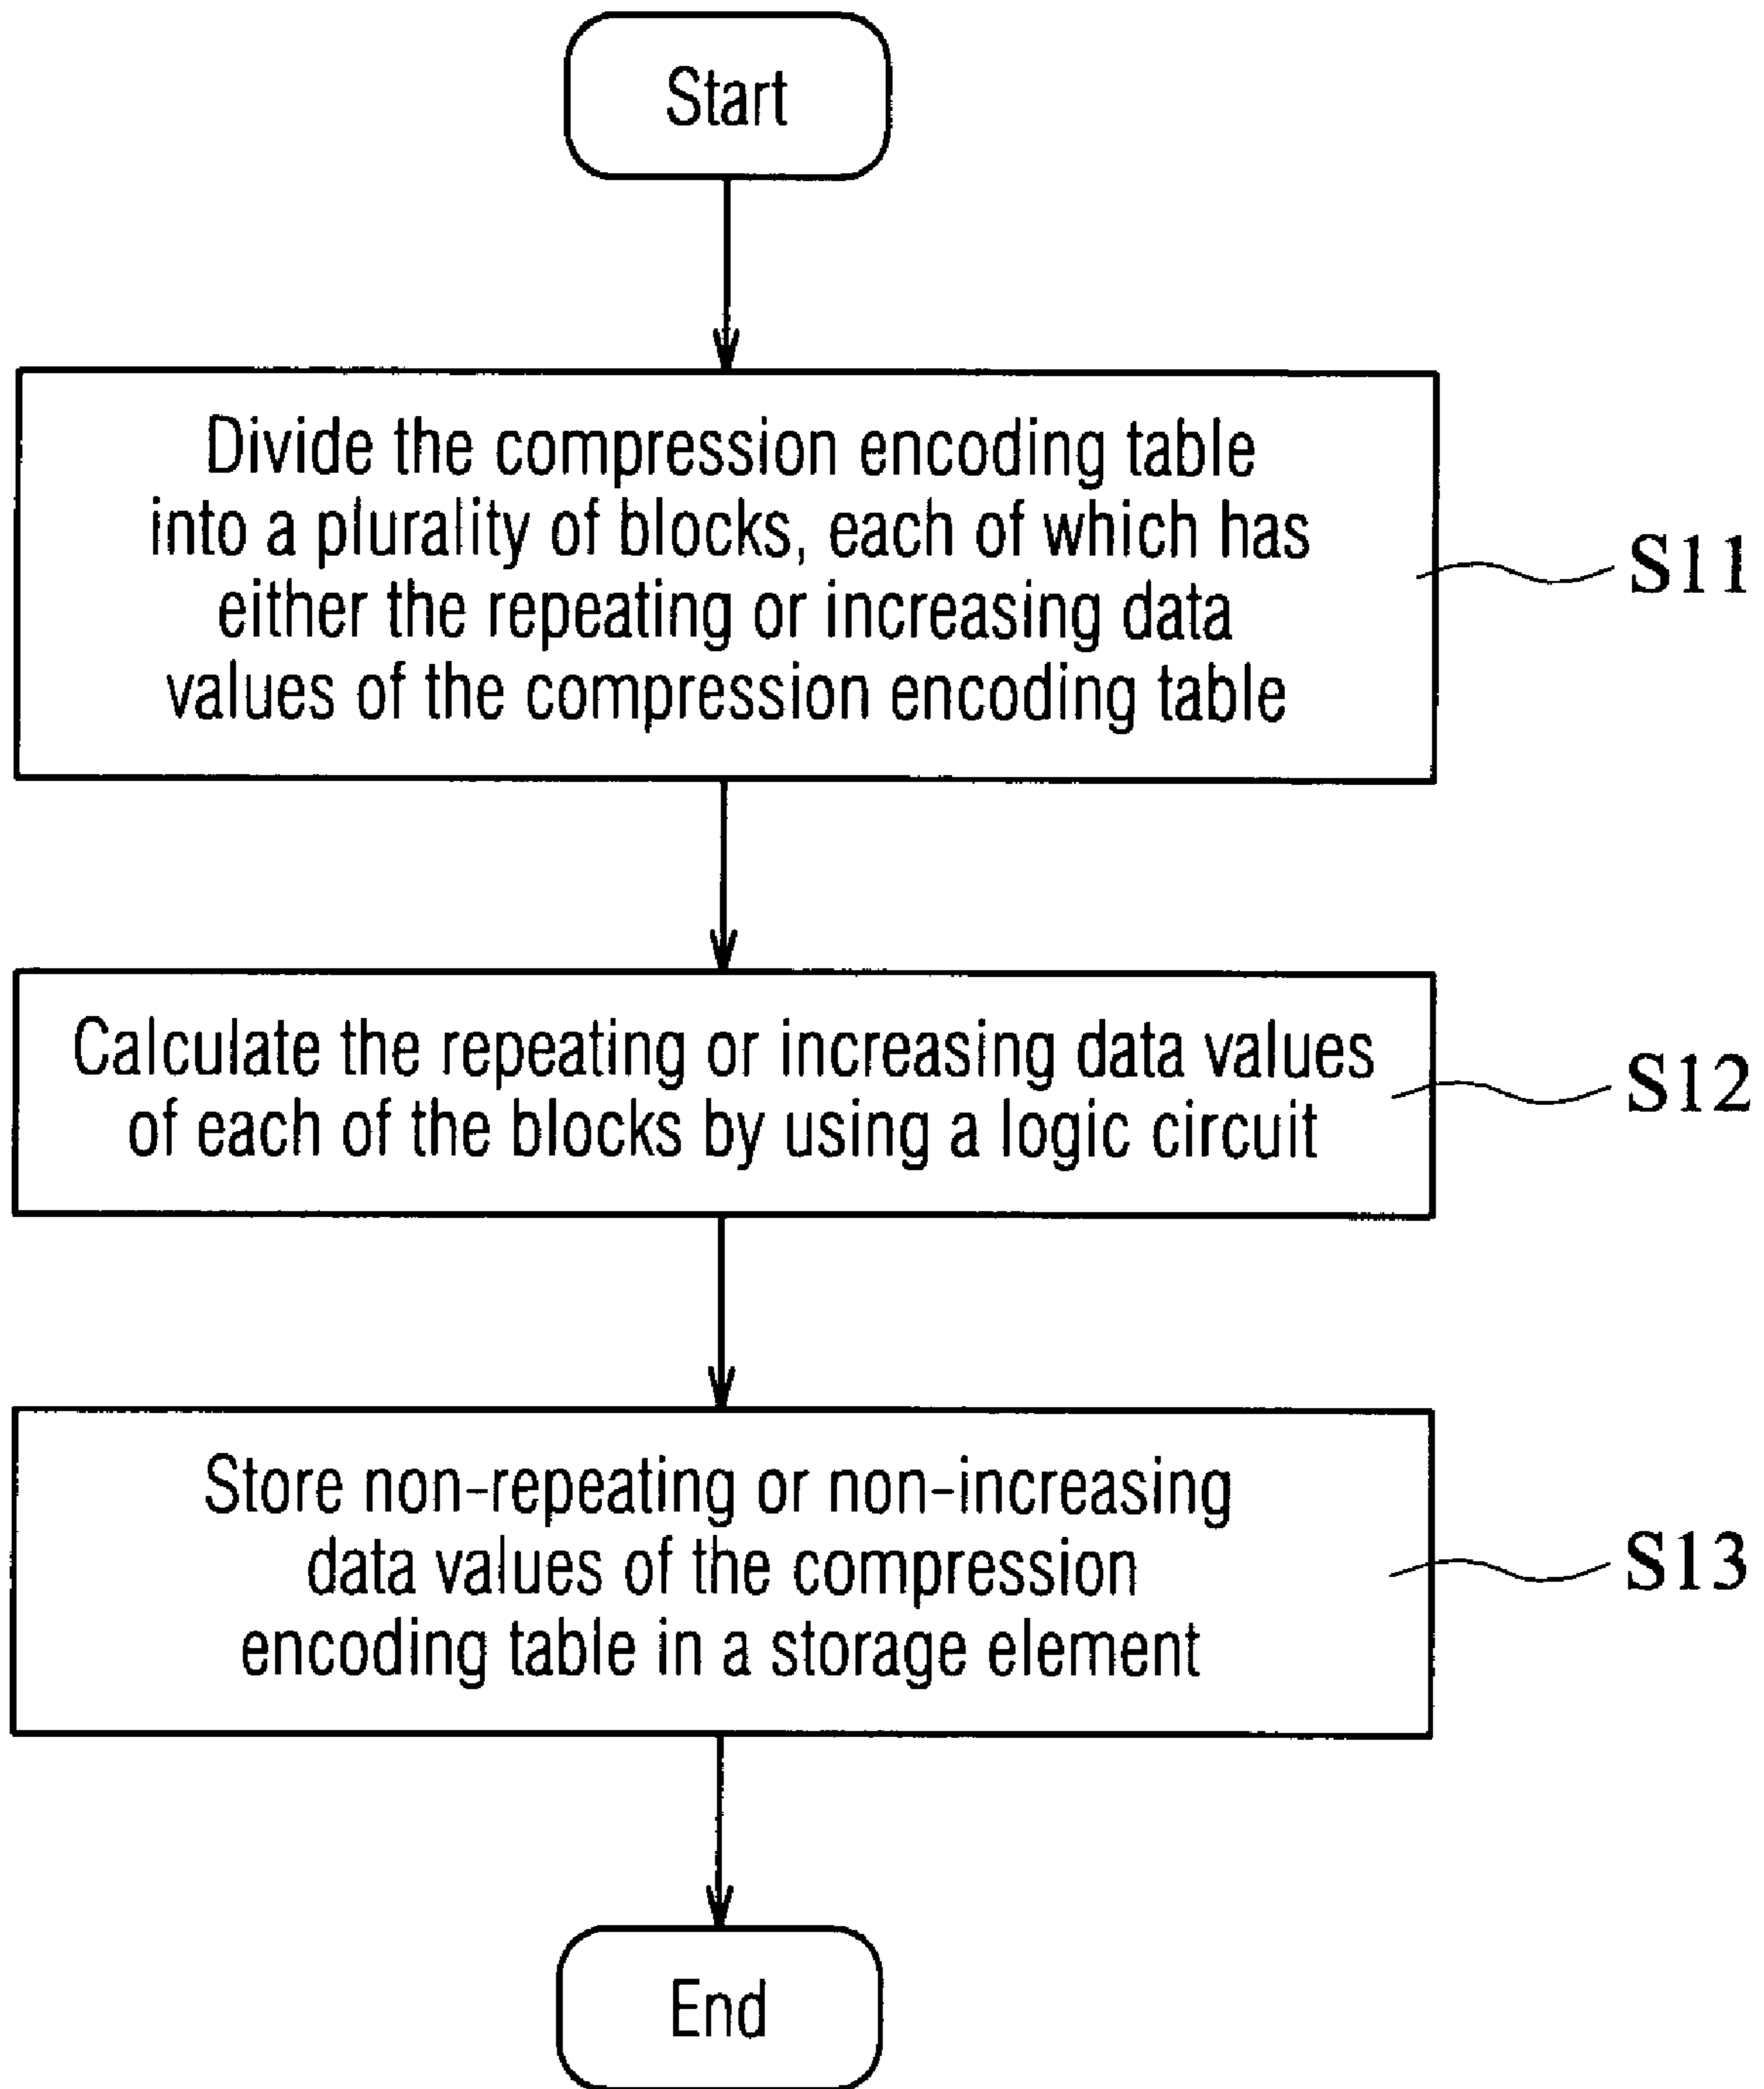 Start
Divide the compression encoding table
into a plurality of blocks, each of which has
either the repeating or increasing data
values of the compression encoding table
S11
Calculate the repeating or increasing data values
of each of the blocks by using a logic circuit
S12
Store non-repeating or non-increasing
data values of the compression
encoding table in a storage element
S13
End